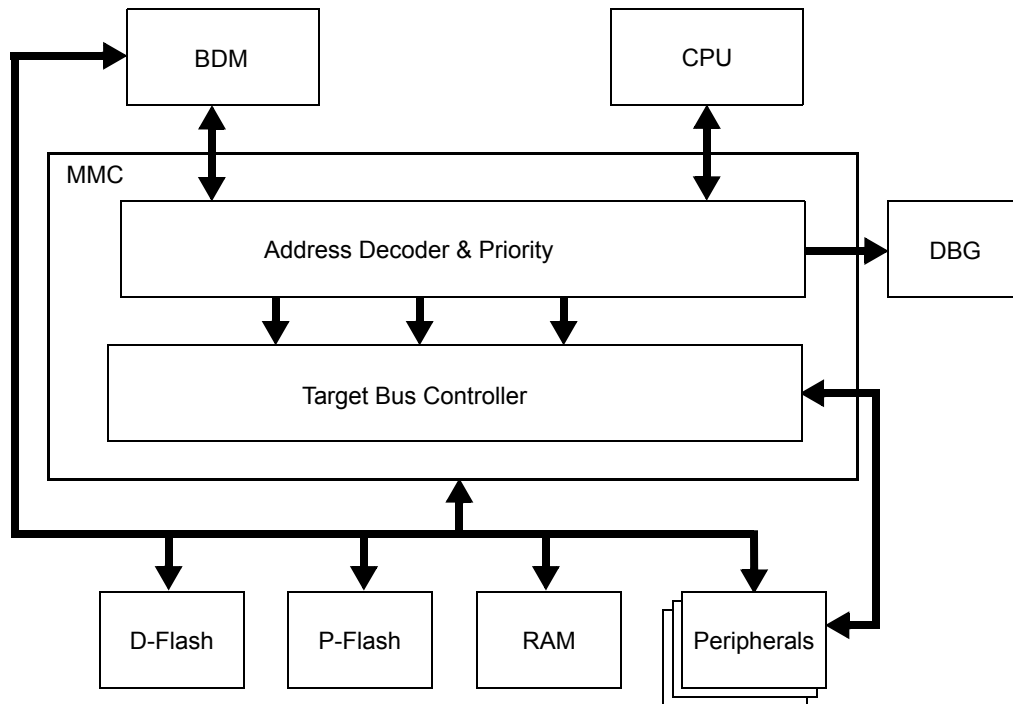 BDM
CPU
MMC
Address Decoder & Priority
DBG
Target Bus Controller
D-Flash
P-Flash
RAM
Peripherals